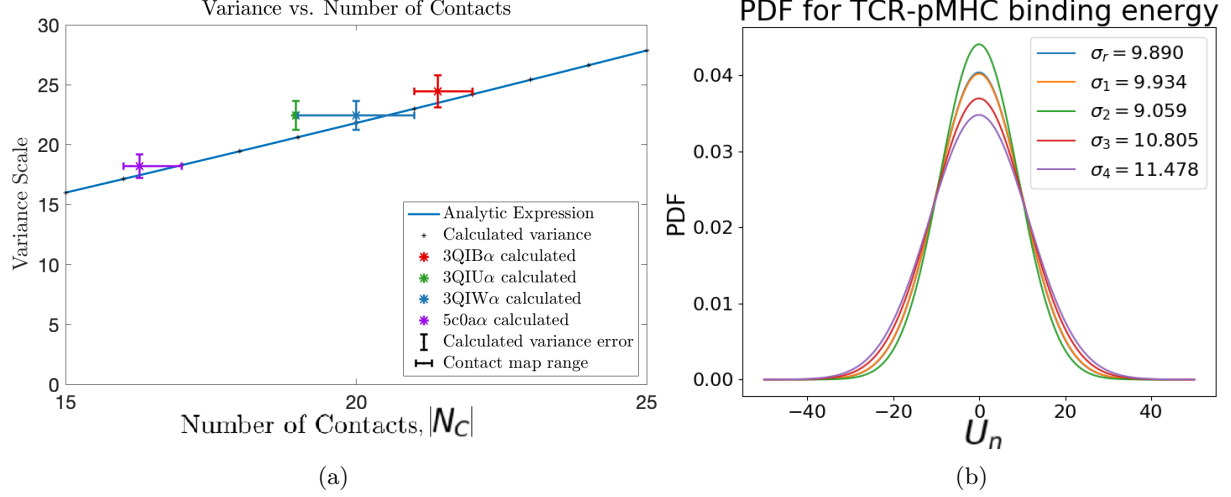 Variance vs. Number of Contacts
30
25
20
15
10
5
0
Variance Scale
15
20
25
Number of Contacts, |N_C|
Analytic Expression
Calculated variance
3QIBα calculated
3QIUα calculated
3QIWα calculated
5c0aα calculated
Calculated variance error
Contact map range
(a)
PDF for TCR-pMHC binding energy
0.04
0.03
0.02
0.01
0.00
PDF
−40
−20
0
20
40
U_n
σ_r = 9.890
σ_1 = 9.934
σ_2 = 9.059
σ_3 = 10.805
σ_4 = 11.478
(b)